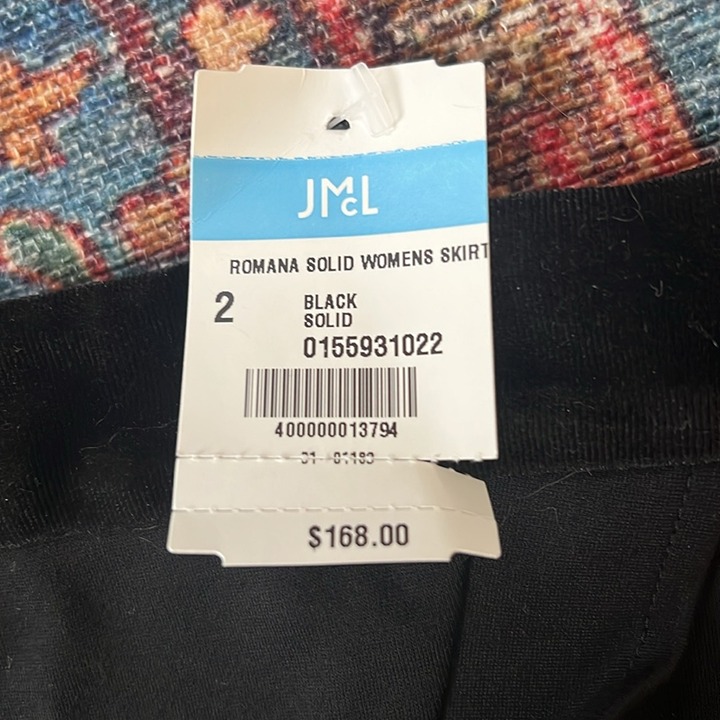 JMcL
ROMANA SOLID WOMENS SKIRT
2
BLACK
SOLID
0155931022
400000013794
$168.00